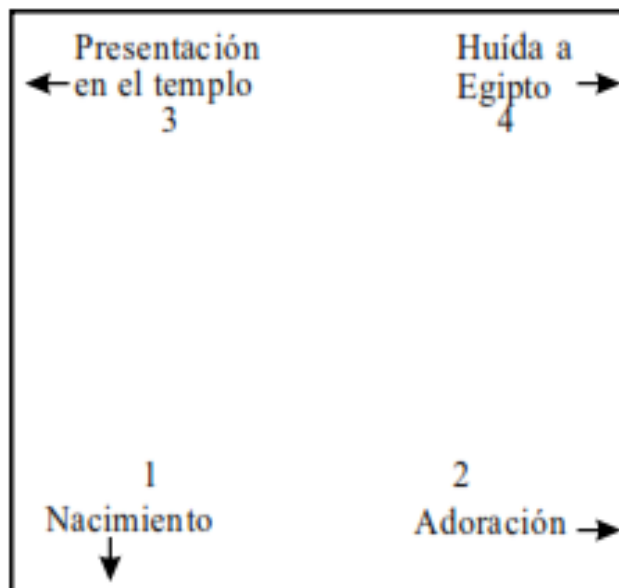 Presentación
en el templo
3
Huída a
Egipto
4
1
Nacimiento
2
Adoración